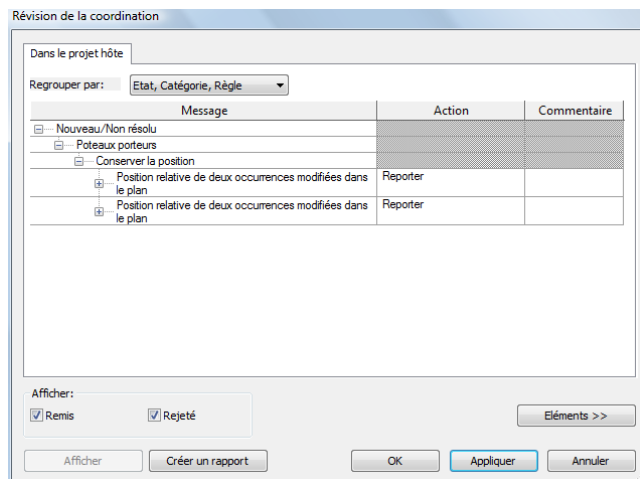 Révision de la coordination
Dans le projet hôte
Regrouper par: Etat, Catégorie, Règle
Message Action Commentaire
Nouveau/Non résolu
Poteaux porteurs
Conserver la position
Position relative de deux occurrences modifiées dans Reporter
le plan
Position relative de deux occurrences modifiées dans Reporter
le plan
Afficher:
Remis Rejeté
Eléments >>
Afficher Créer un rapport OK Appliquer Annuler